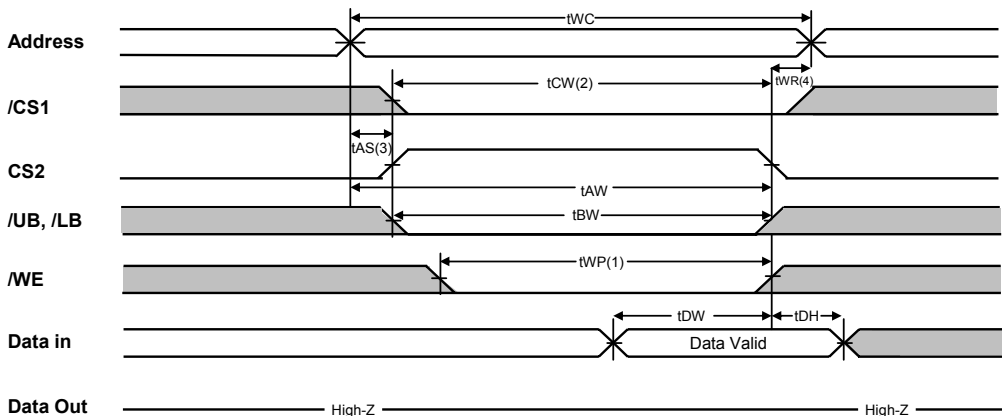 tWC
Address
tCW(2)
tWR(4)
/CS1
tAS(3)
CS2
tAW
/UB, /LB
tBW
/WE
tWP(1)
tDW
tDH
Data in
Data Valid
Data Out
High-Z
High-Z